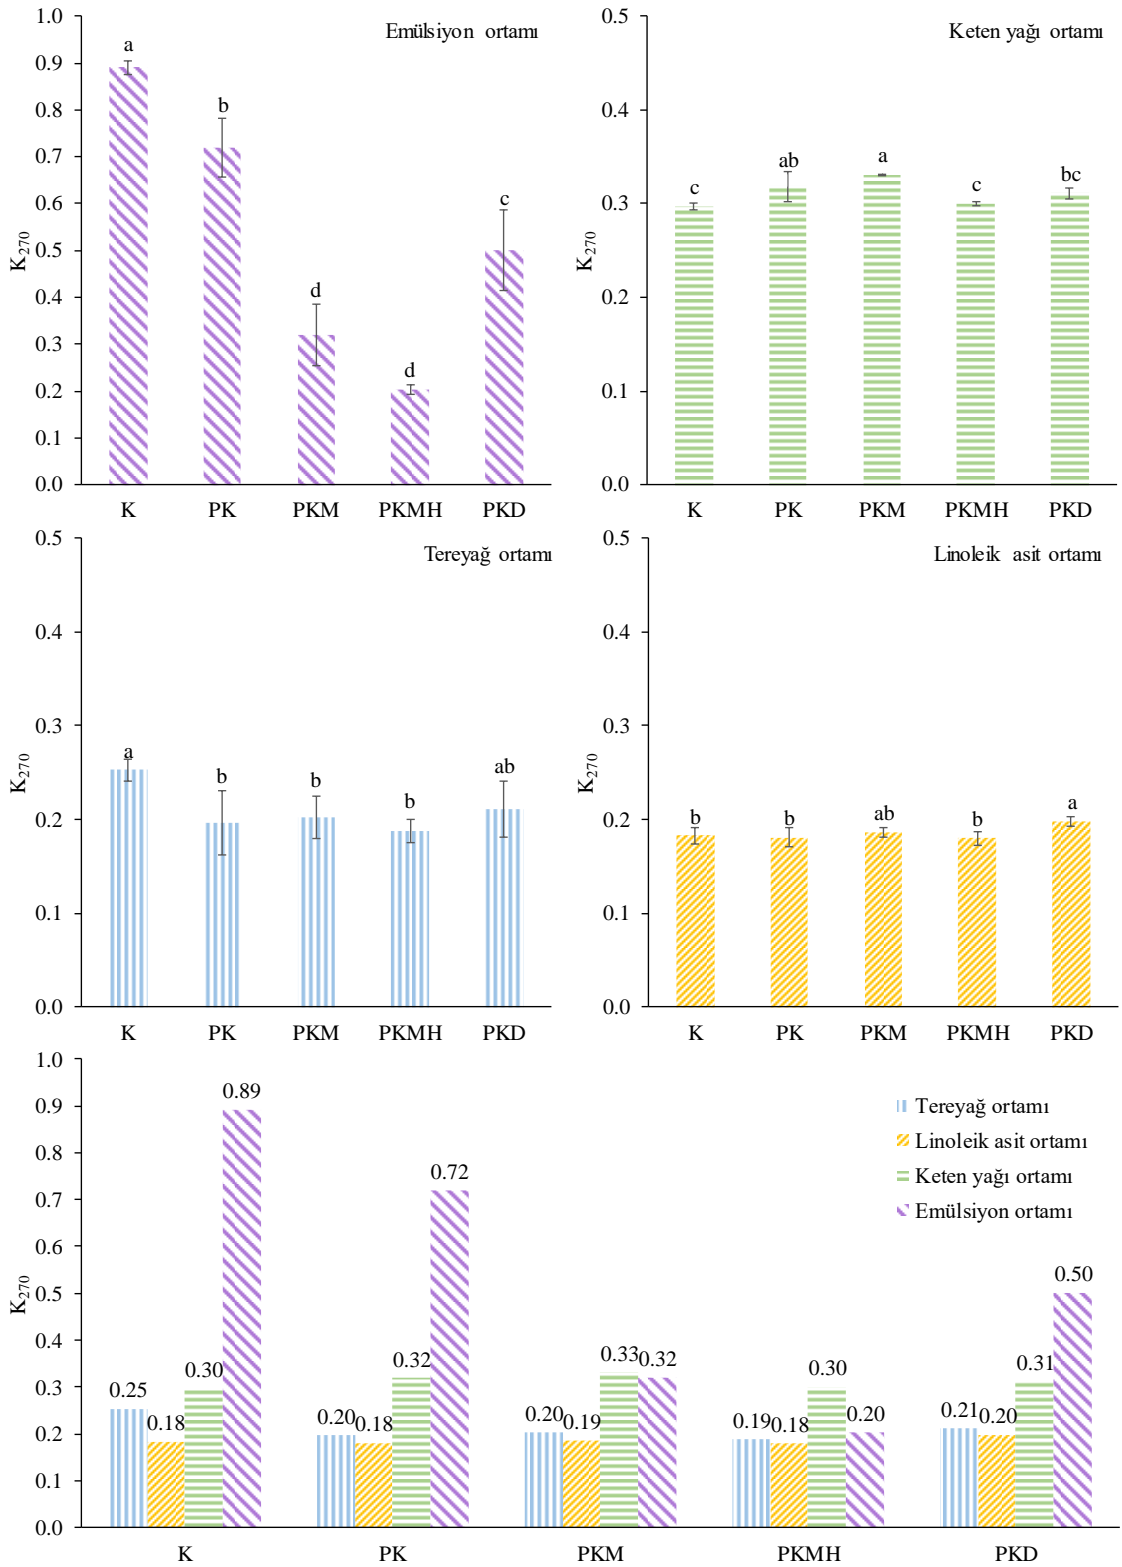 Emülsiyon ortamı
K270
1.0
0.9
0.8
0.7
0.6
0.5
0.4
0.3
0.2
0.1
0.0
a
b
d
d
c
K PK PKM PKMH PKD
Keten yağı ortamı
K270
0.5
0.4
0.3
0.2
0.1
0.0
c
ab
a
c
bc
K PK PKM PKMH PKD
Tereyağ ortamı
K270
0.5
0.4
0.3
0.2
0.1
0.0
a
b
b
b
ab
K PK PKM PKMH PKD
Linoleik asit ortamı
K270
0.5
0.4
0.3
0.2
0.1
0.0
b
b
ab
b
a
K PK PKM PKMH PKD
K270
1.0
0.9
0.8
0.7
0.6
0.5
0.4
0.3
0.2
0.1
0.0
0.25 0.18 0.30 0.89
0.20 0.18 0.32 0.72
0.20 0.19 0.33 0.32
0.19 0.18 0.30 0.20
0.21 0.20 0.31 0.50
Tereyağ ortamı
Linoleik asit ortamı
Keten yağı ortamı
Emülsiyon ortamı
K PK PKM PKMH PKD